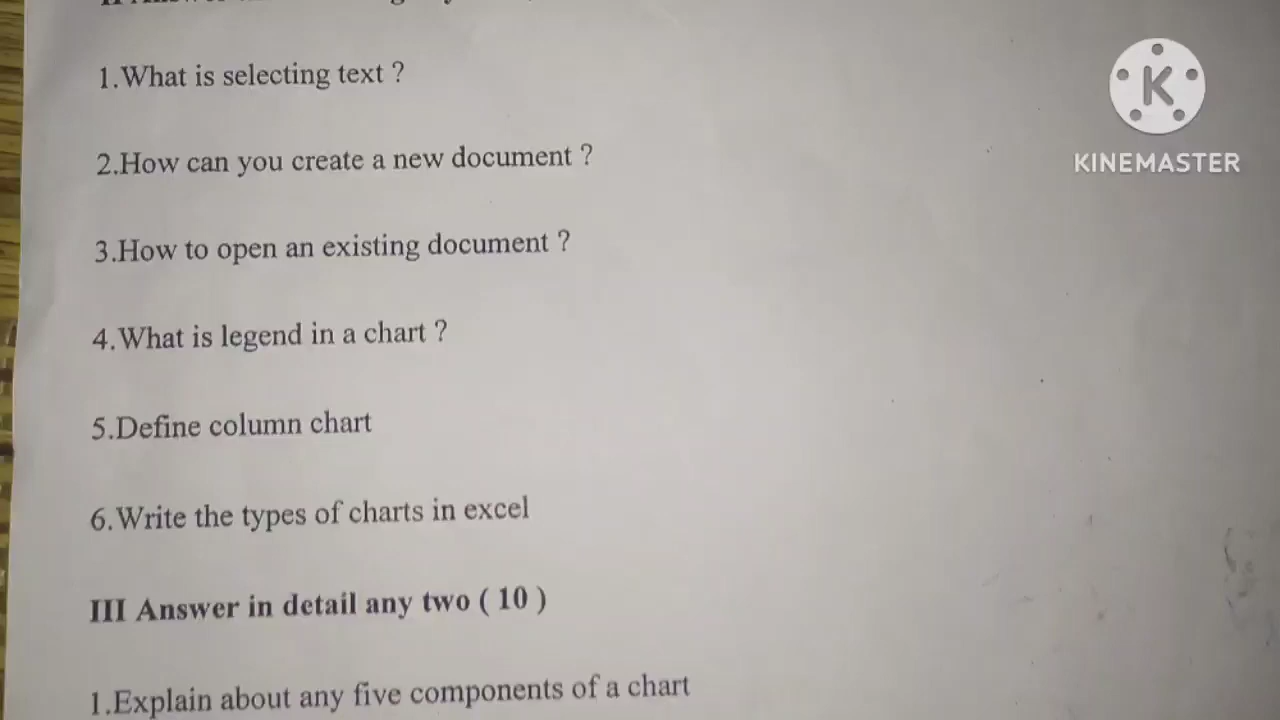 1.What is selecting text ?
K
KINEMASTER
2.How can you create a new document ?
3.How to open an existing document ?
4.What is legend in a chart ?
5.Define column chart
6.Write the types of charts in excel
III Answer in detail any two ( 10 )
1.Explain about any five components of a chart